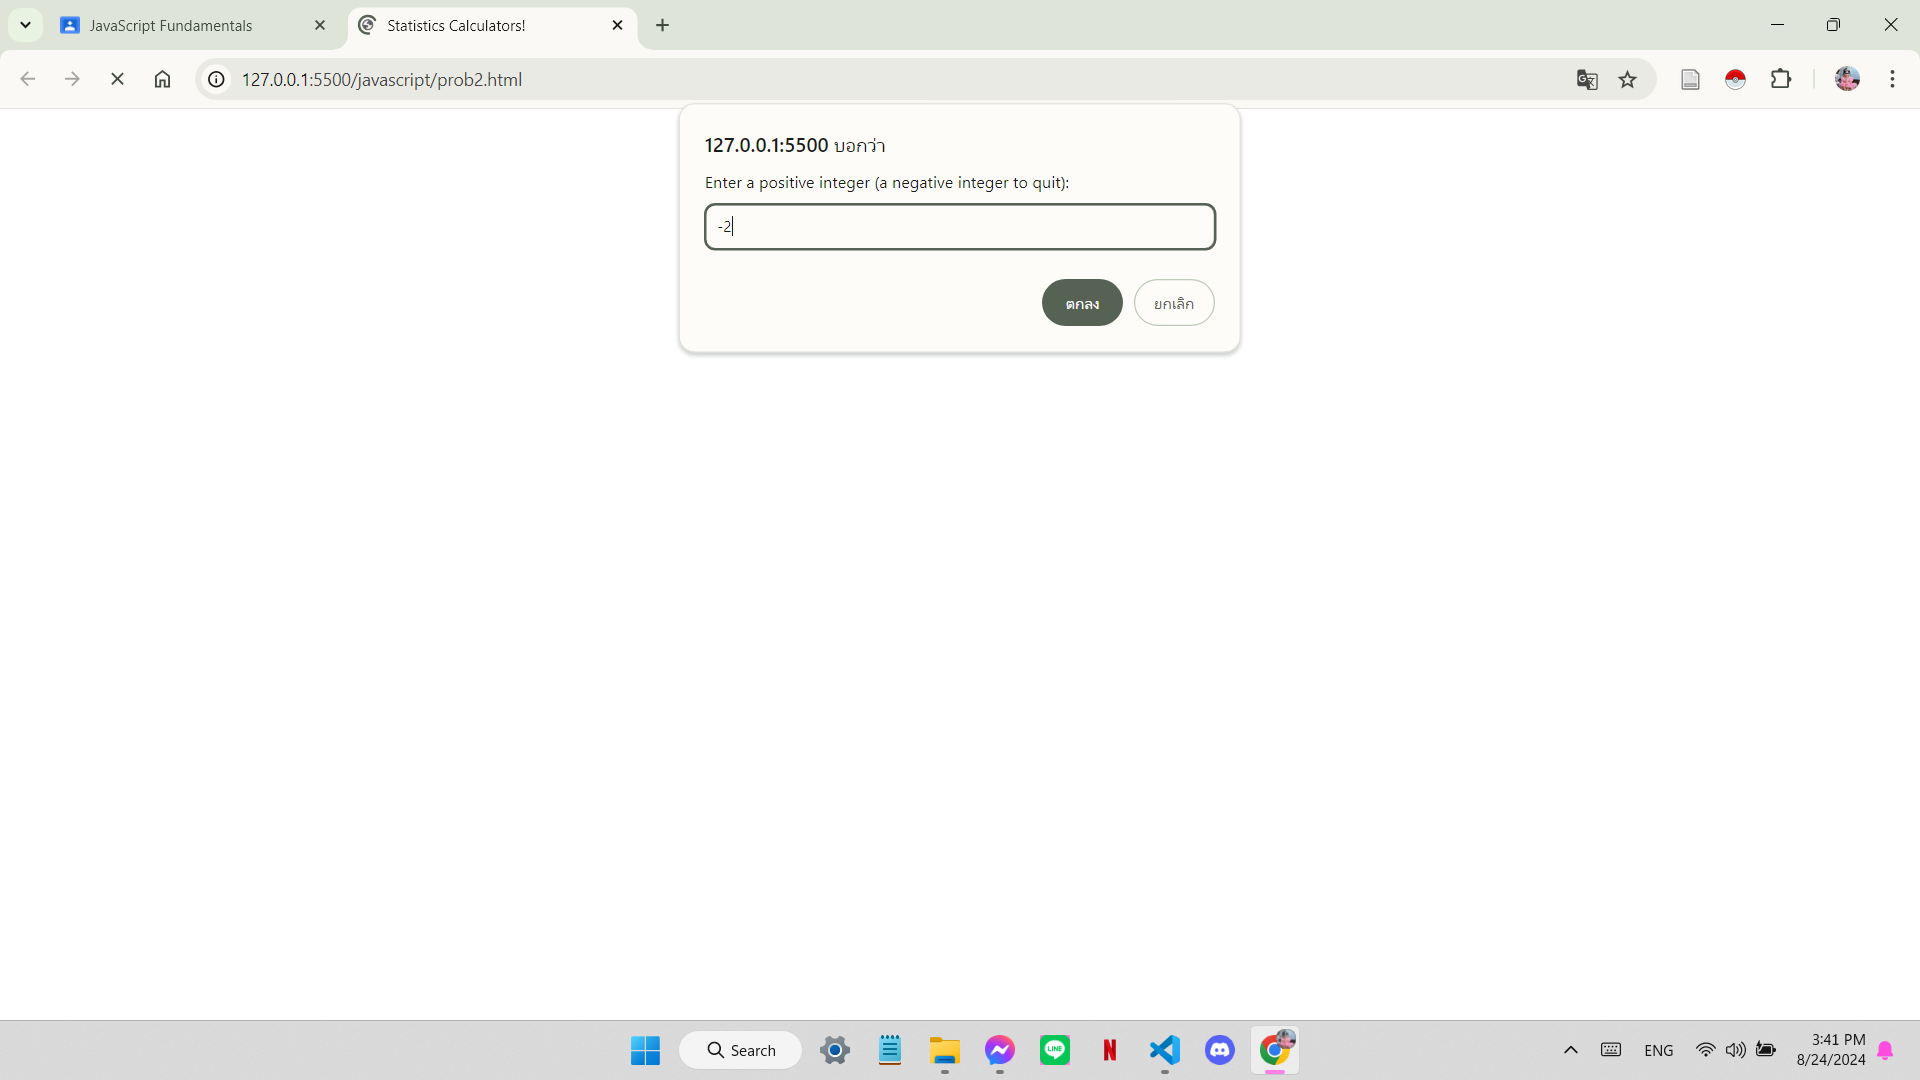 JavaScript Fundamentals
Statistics Calculators!
127.0.0.1:5500/javascript/prob2.html
127.0.0.1:5500 บอกว่า
Enter a positive integer (a negative integer to quit):
-2
ตกลง
ยกเลิก
Search
LINE
N
ENG
3:41 PM
8/24/2024